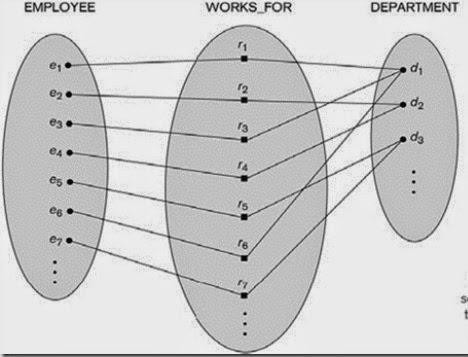 EMPLOYEE WORKS_FOR DEPARTMENT
e1 r1 d1
e2 r2 d2
e3 r3 d3
e4 r4
e5 r5
e6 r6
e7 r7